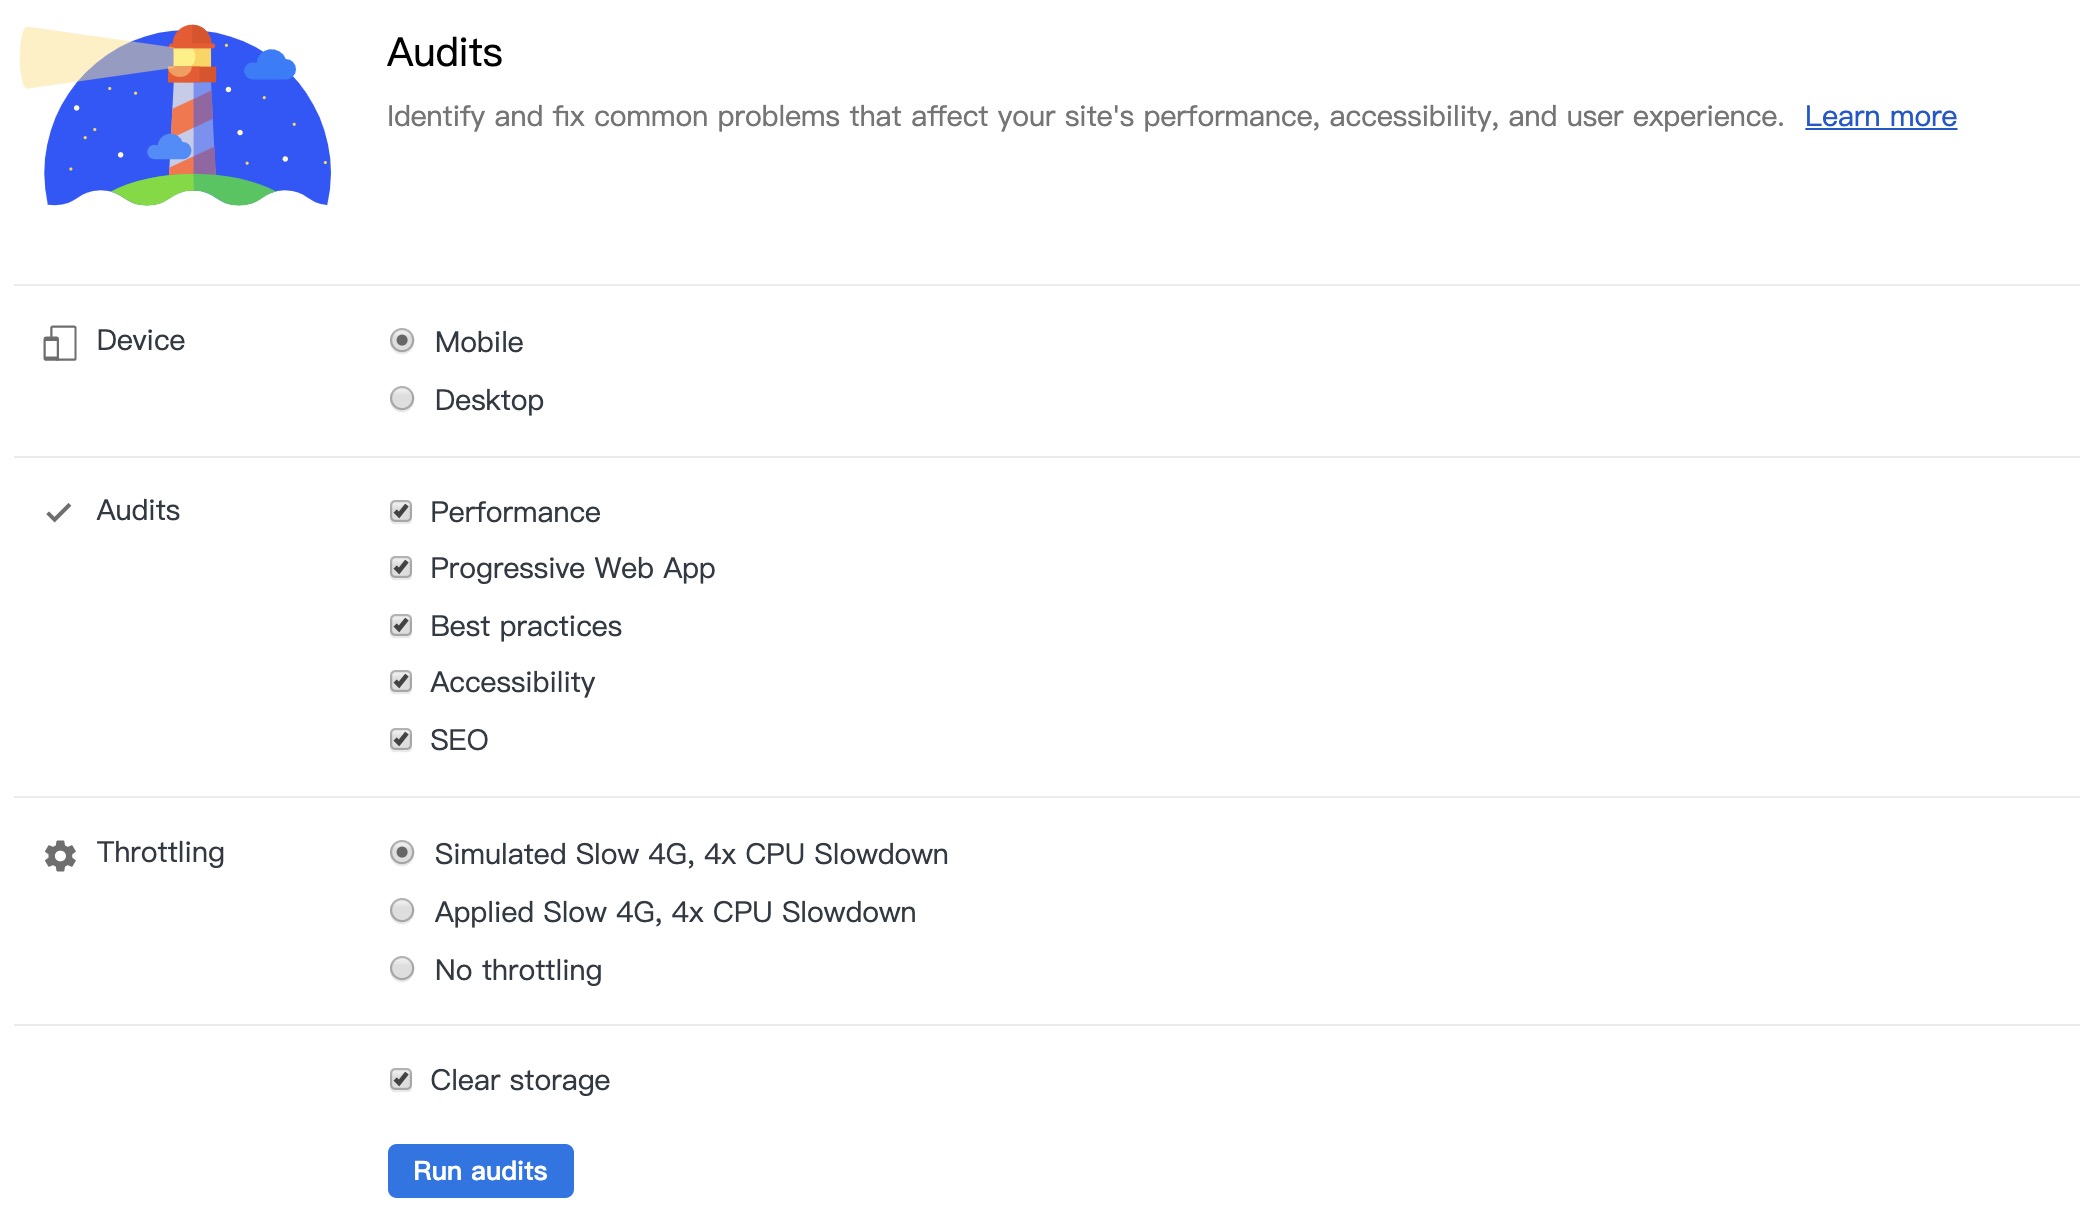 Audits
Identify and fix common problems that affect your site's performance, accessibility, and user experience. Learn more
Device
Mobile
Desktop
Audits
Performance
Progressive Web App
Best practices
Accessibility
SEO
Throttling
Simulated Slow 4G, 4x CPU Slowdown
Applied Slow 4G, 4x CPU Slowdown
No throttling
Clear storage
Run audits